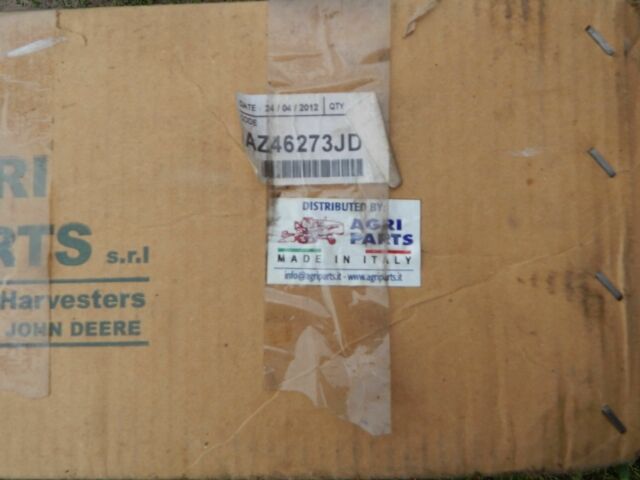 DATE 24 / 04 / 2012 QTY
CODE
AZ46273JD
DISTRIBUTED BY:
AGRI
PARTS
MADE IN ITALY
info@agriparts.it - www.agriparts.it
RI
RTS s.r.l
Harvesters
JOHN DEERE